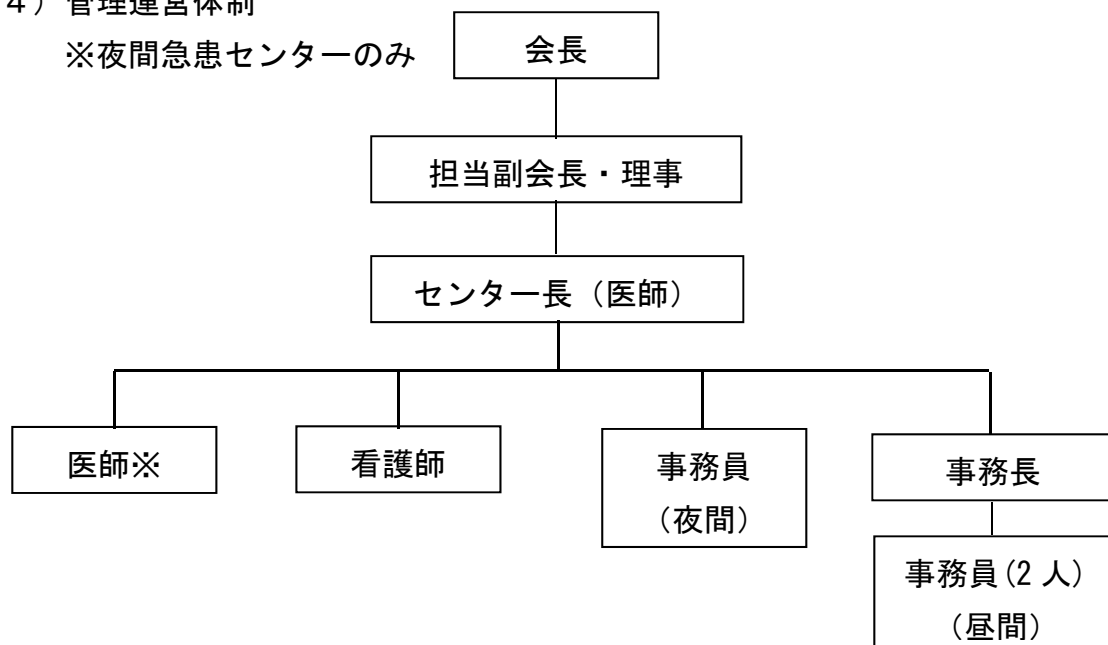 4）管理運営体制
※夜間急患センターのみ
会長
担当副会長・理事
センター長（医師）
医師※
看護師
事務員
（夜間）
事務長
事務員(2 人)
（昼間）